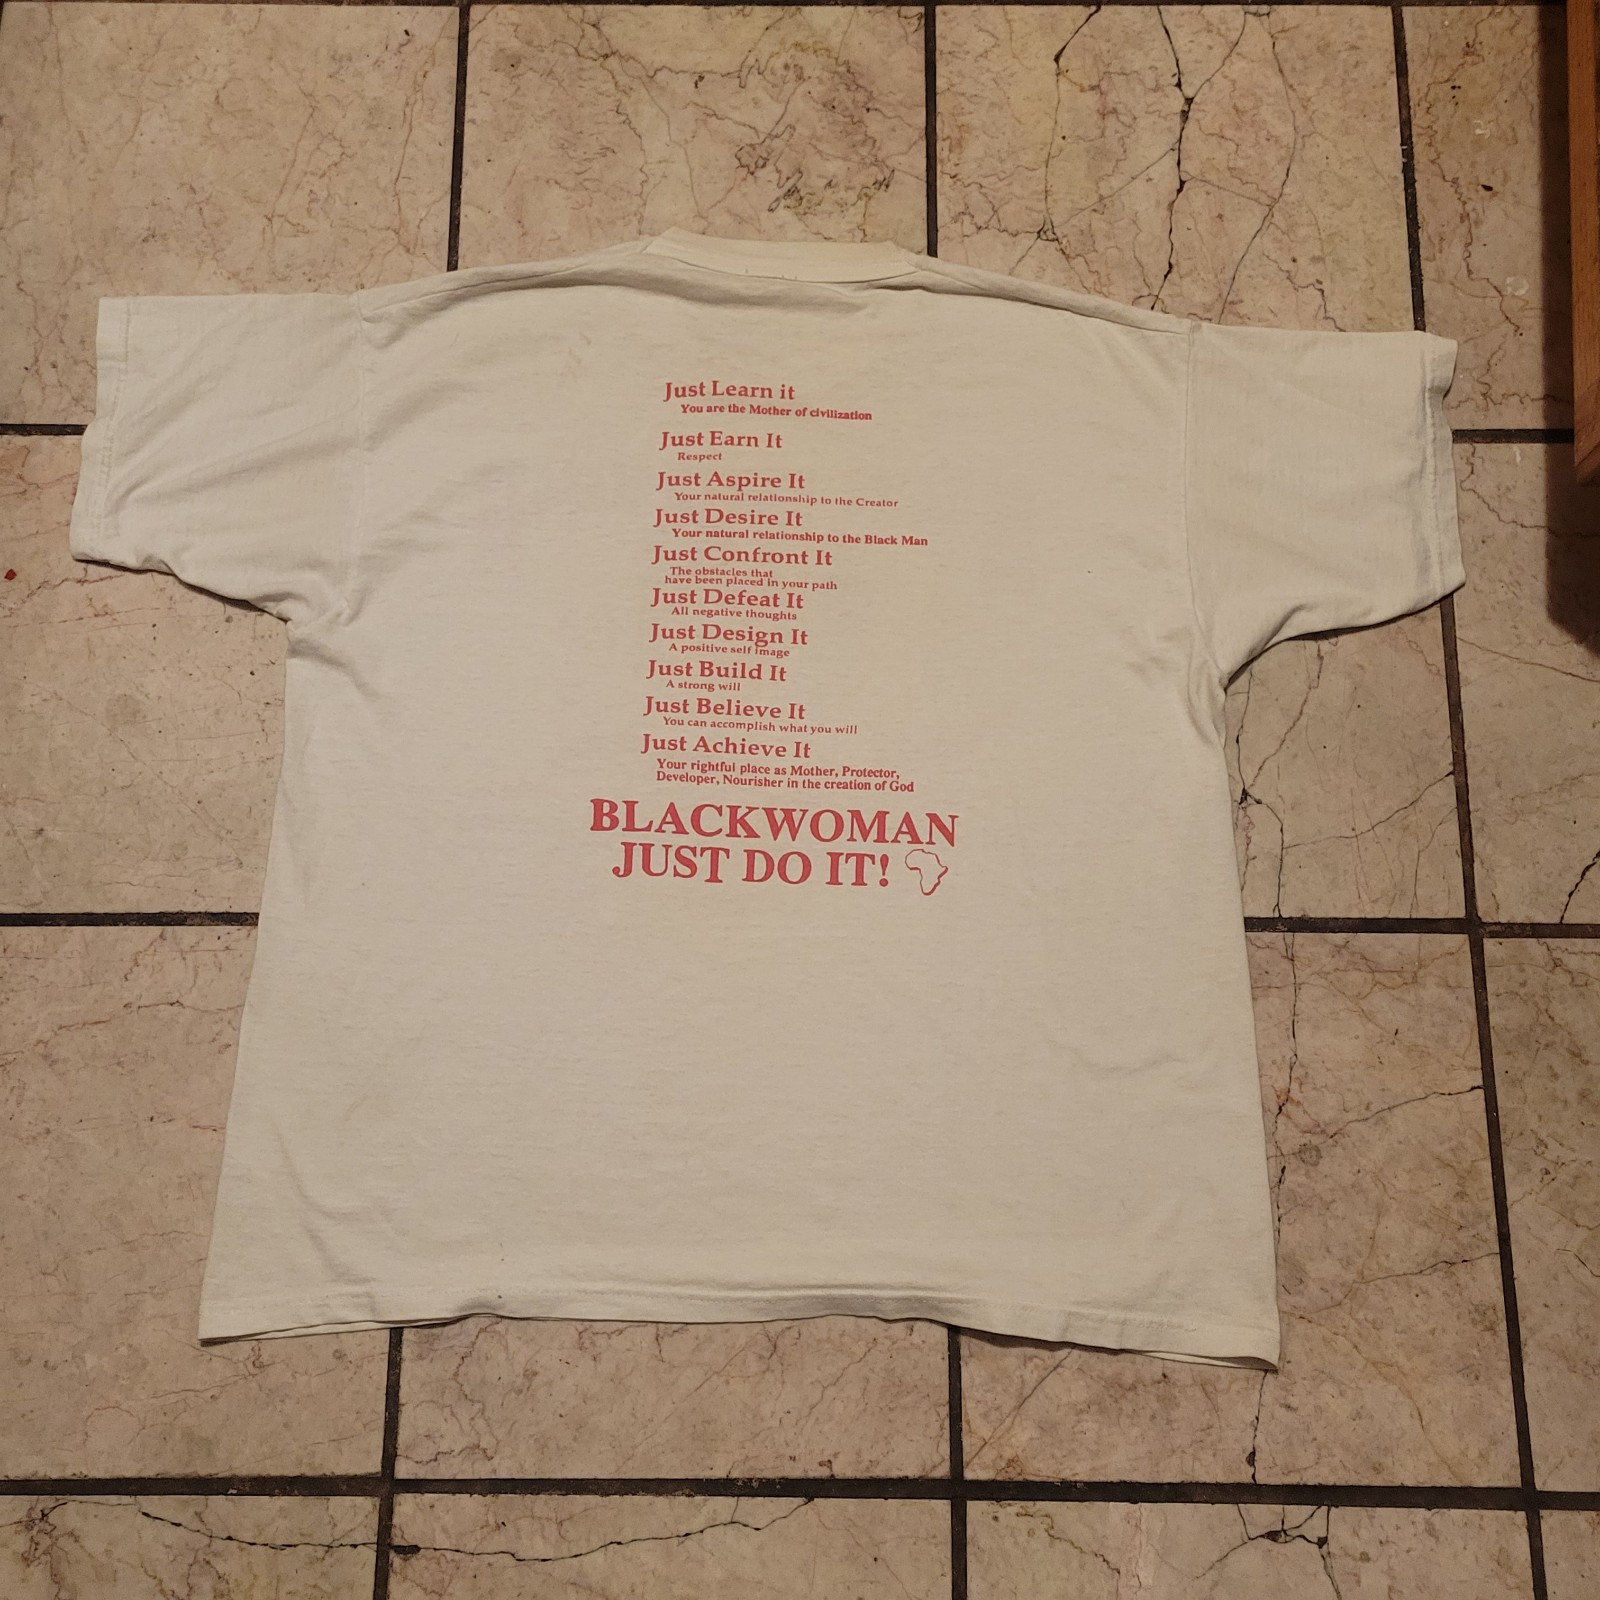 Just Learn it
You are the Mother of civilization
Just Earn It
Respect
Just Aspire It
Your natural relationship to the Creator
Just Desire It
Your natural relationship to the Black Man
Just Confront It
The obstacles that
have been placed in your path
Just Defeat It
All negative thoughts
Just Design It
A positive self image
Just Build It
A strong will
Just Believe It
You can accomplish what you will
Just Achieve It
Your rightful place as Mother, Protector,
Developer, Nourisher in the creation of God
BLACKWOMAN
JUST DO IT!